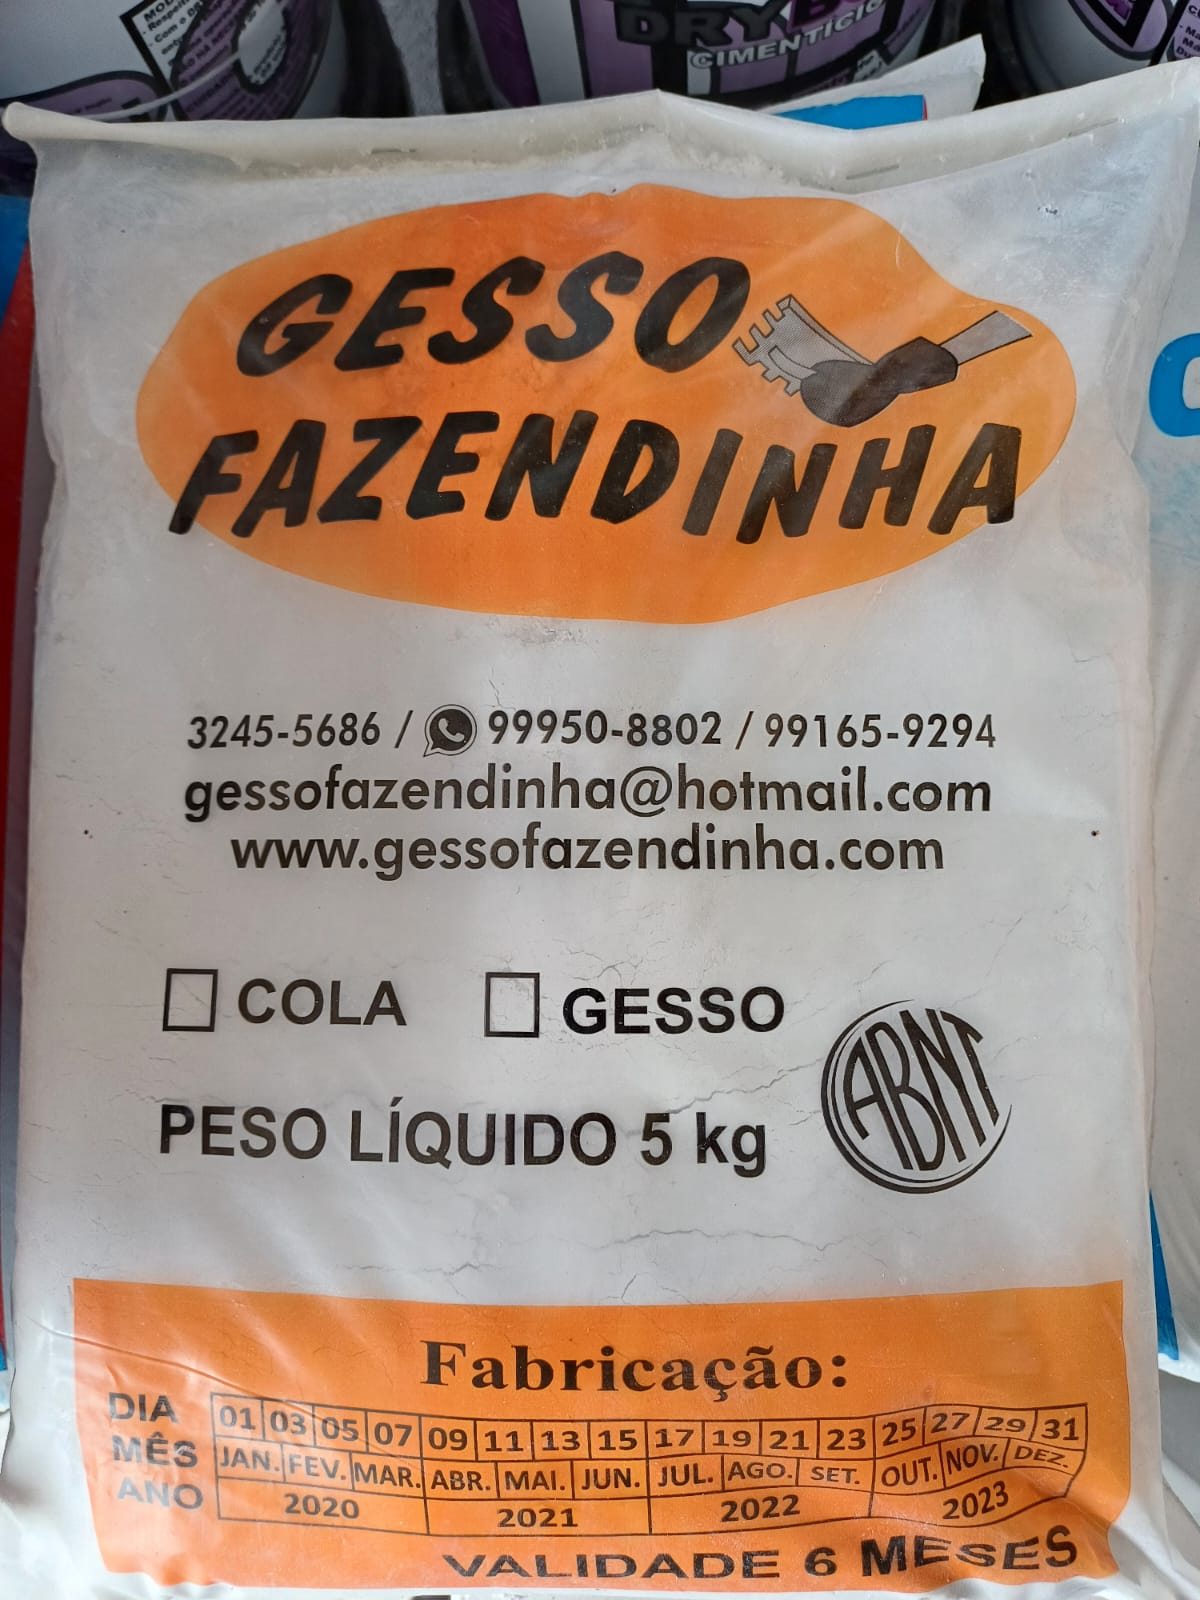 DRY
CIMENTÍCIO
GESSO
FAZENDINHA
3245-5686 / 99950-8802 / 99165-9294
gessofazendinha@hotmail.com
www.gessofazendinha.com
COLA GESSO
ABNT
PESO LÍQUIDO 5 kg
Fabricação:
DIA 01 03 05 07 09 11 13 15 17 19 21 23 25 27 29 31
MÊS JAN. FEV. MAR. ABR. MAI. JUN. JUL. AGO. SET. OUT. NOV. DEZ.
ANO 2020 2021 2022 2023
VALIDADE 6 MESES